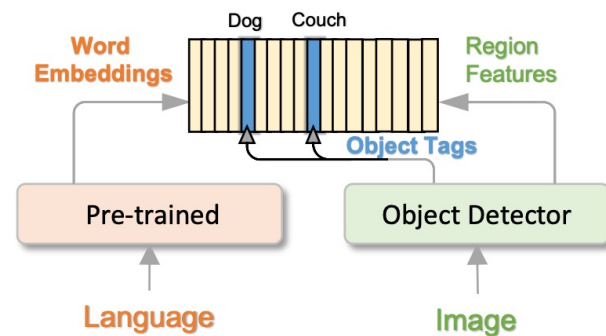 Dog
Couch
Word
Embeddings
Region
Features
Object Tags
Pre-trained
Object Detector
Language
Image